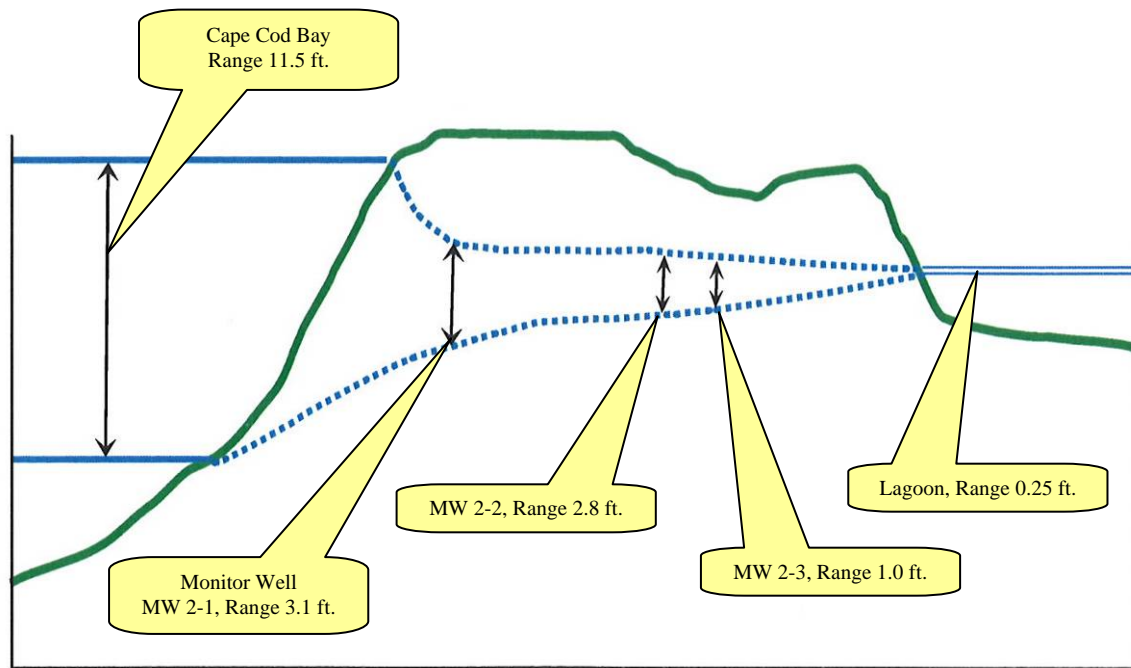 Cape Cod Bay
Range 11.5 ft.
MW 2-2, Range 2.8 ft.
Lagoon, Range 0.25 ft.
Monitor Well
MW 2-1, Range 3.1 ft.
MW 2-3, Range 1.0 ft.